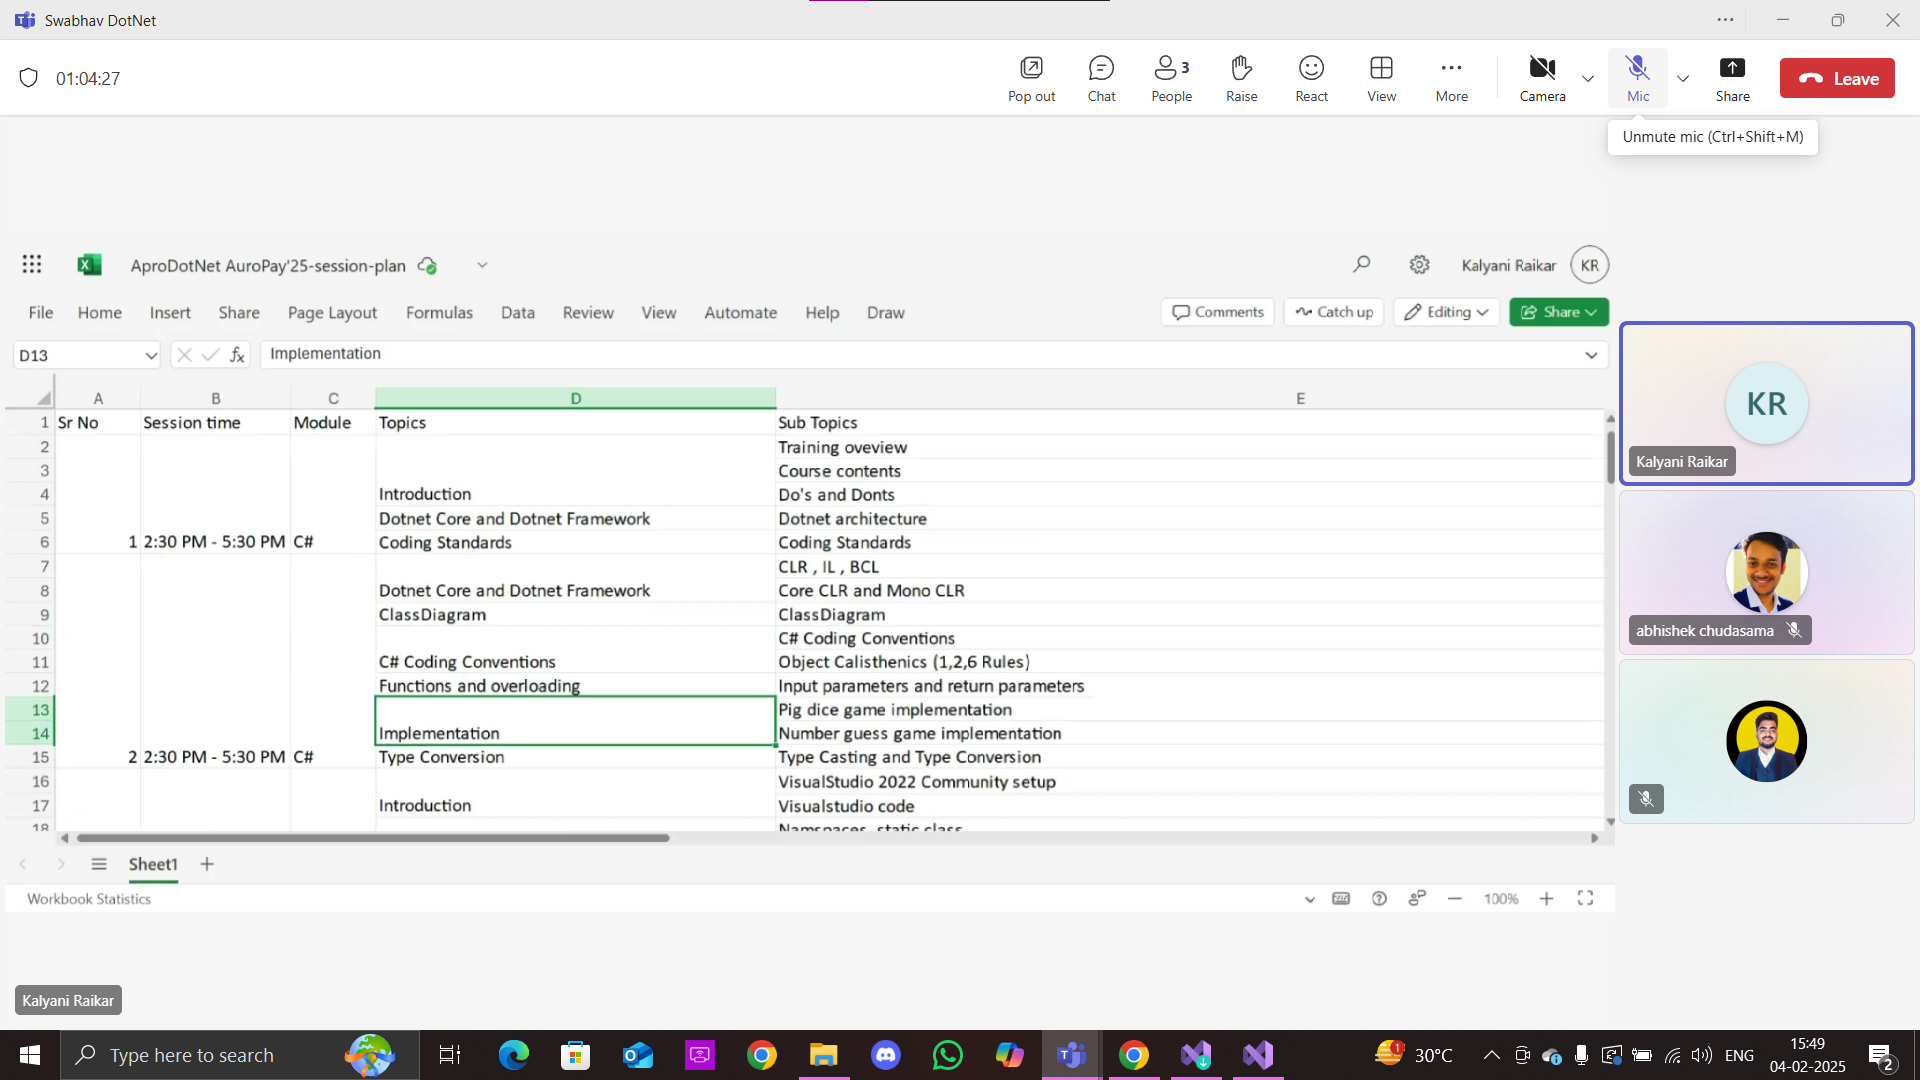 Swabhav DotNet
01:04:27
Pop out
Chat
3
People
Raise
React
View
More
Camera
Mic
Share
Leave
Unmute mic (Ctrl+Shift+M)
AproDotNet AuroPay'25-session-plan
Kalyani Raikar
KR
File Home Insert Share Page Layout Formulas Data Review View Automate Help Draw
Comments
Catch up
Editing
Share
D13
fx
Implementation
A B C D E
1 Sr No Session time Module Topics Sub Topics
2 Training oveview
3 Course contents
4 Introduction Do's and Donts
5 Dotnet Core and Dotnet Framework Dotnet architecture
6 1 2:30 PM - 5:30 PM C# Coding Standards Coding Standards
7 CLR , IL , BCL
8 Dotnet Core and Dotnet Framework Core CLR and Mono CLR
9 ClassDiagram ClassDiagram
10 C# Coding Conventions
11 C# Coding Conventions Object Calisthenics (1,2,6 Rules)
12 Functions and overloading Input parameters and return parameters
13 Pig dice game implementation
14 Implementation Number guess game implementation
15 2 2:30 PM - 5:30 PM C# Type Conversion Type Casting and Type Conversion
16 VisualStudio 2022 Community setup
17 Introduction Visualstudio code
18 Namspaces, static class
Sheet1
Workbook Statistics
100%
KR
Kalyani Raikar
abhishek chudasama
Kalyani Raikar
Type here to search
1
30°C
ENG
15:49
04-02-2025
2